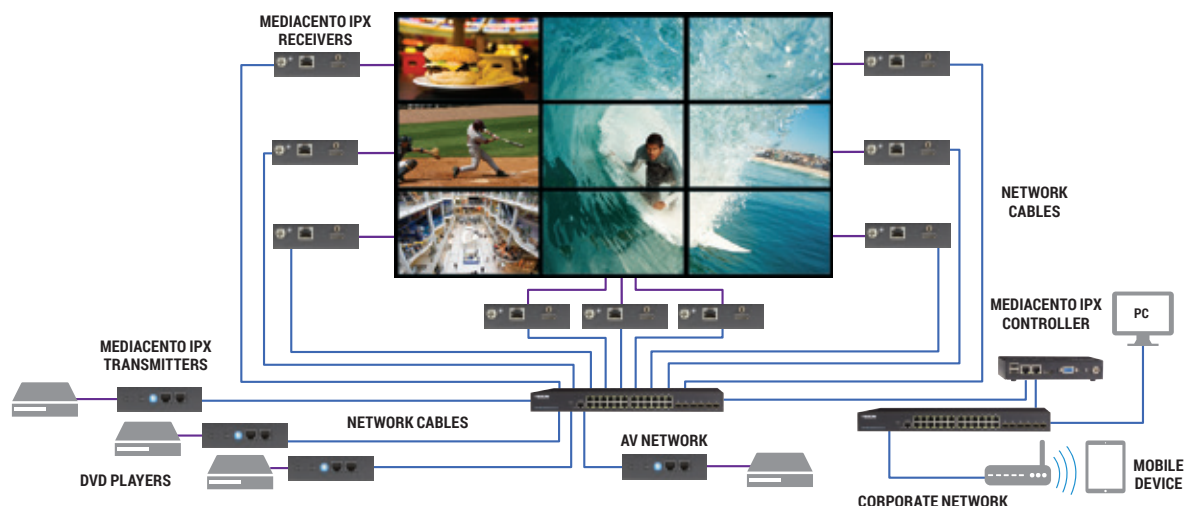 MEDIACENTO IPX
RECEIVERS
NETWORK
CABLES
MEDIACENTO IPX
CONTROLLER
PC
MEDIACENTO IPX
TRANSMITTERS
NETWORK CABLES
AV NETWORK
DVD PLAYERS
MOBILE
DEVICE
CORPORATE NETWORK